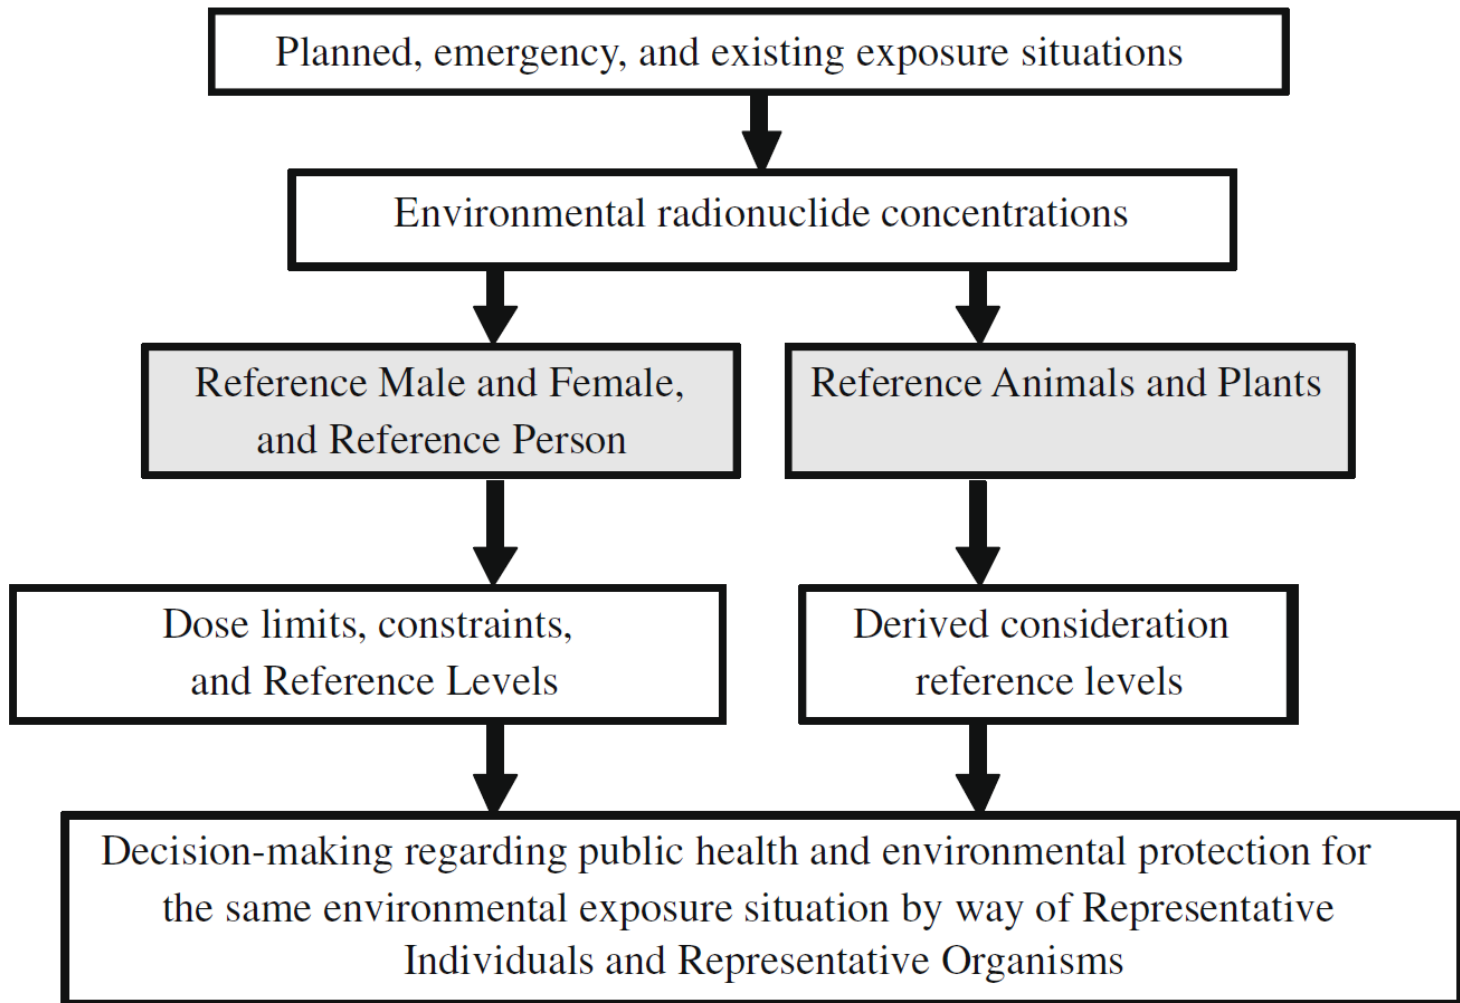 Planned, emergency, and existing exposure situations
Environmental radionuclide concentrations
Reference Male and Female,
and Reference Person
Reference Animals and Plants
Dose limits, constraints,
and Reference Levels
Derived consideration
reference levels
Decision-making regarding public health and environmental protection for
the same environmental exposure situation by way of Representative
Individuals and Representative Organisms